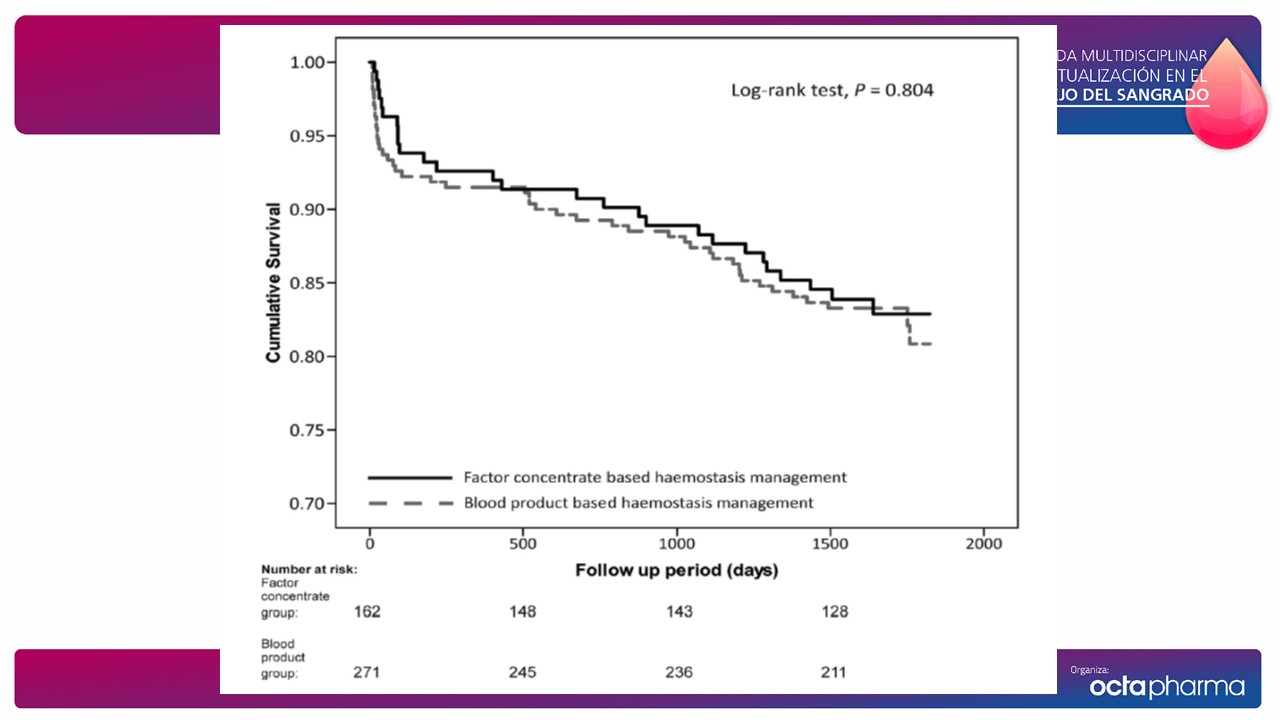 DA MULTIDISCIPLINAR
TUALIZACIÓN EN EL
JO DEL SANGRADO
Log-rank test, P = 0.804
Cumulative Survival
1.00
0.95
0.90
0.85
0.80
0.75
0.70
Factor concentrate based haemostasis management
Blood product based haemostasis management
0 500 1000 1500 2000
Follow up period (days)
Number at risk:
Factor
concentrate
group: 162 148 143 128
Blood
product
group: 271 245 236 211
Organiza:
octapharma